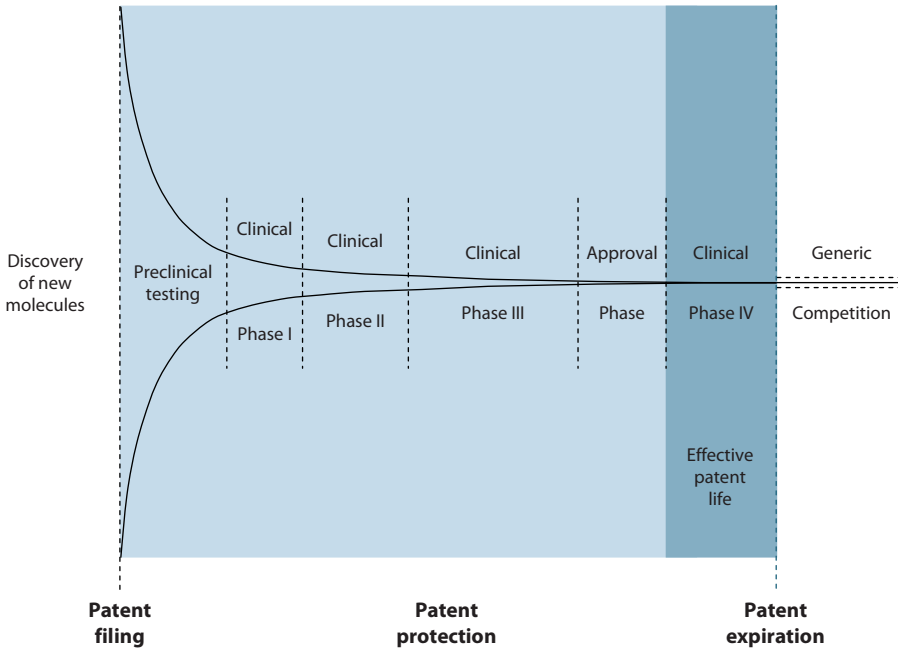 Discovery
of new
molecules
Preclinical
testing
Clinical
Phase I
Clinical
Phase II
Clinical
Phase III
Approval
Phase
Clinical
Phase IV
Generic
Competition
Effective
patent
life
Patent
filing
Patent
protection
Patent
expiration